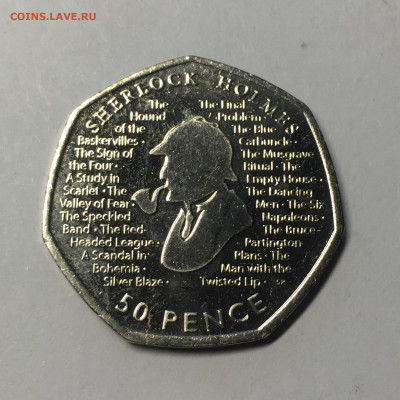 COINS.LAVE.RU
SHERLOCK HOLMES
The
Hound
of the
Baskervilles ·
The Sign of
the Four ·
A Study in
Scarlet · The
Valley of Fear ·
The Speckled
Band · The Red-
Headed League ·
A Scandal in
Bohemia ·
Silver Blaze ·
The Final
Problem ·
The Blue
Carbuncle ·
The Musgrave
Ritual · The
Empty House ·
The Dancing
Men · The Six
Napoleons ·
The Bruce-
Partington
Plans · The
Man with the
Twisted Lip ·
50 PENCE